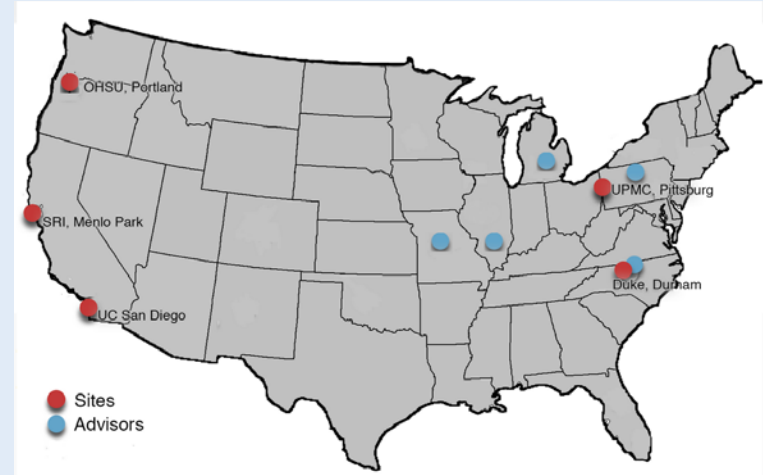 OHSU, Portland
UPMC, Pittsburg
SRI, Menlo Park
Duke, Durham
UC San Diego
Sites
Advisors